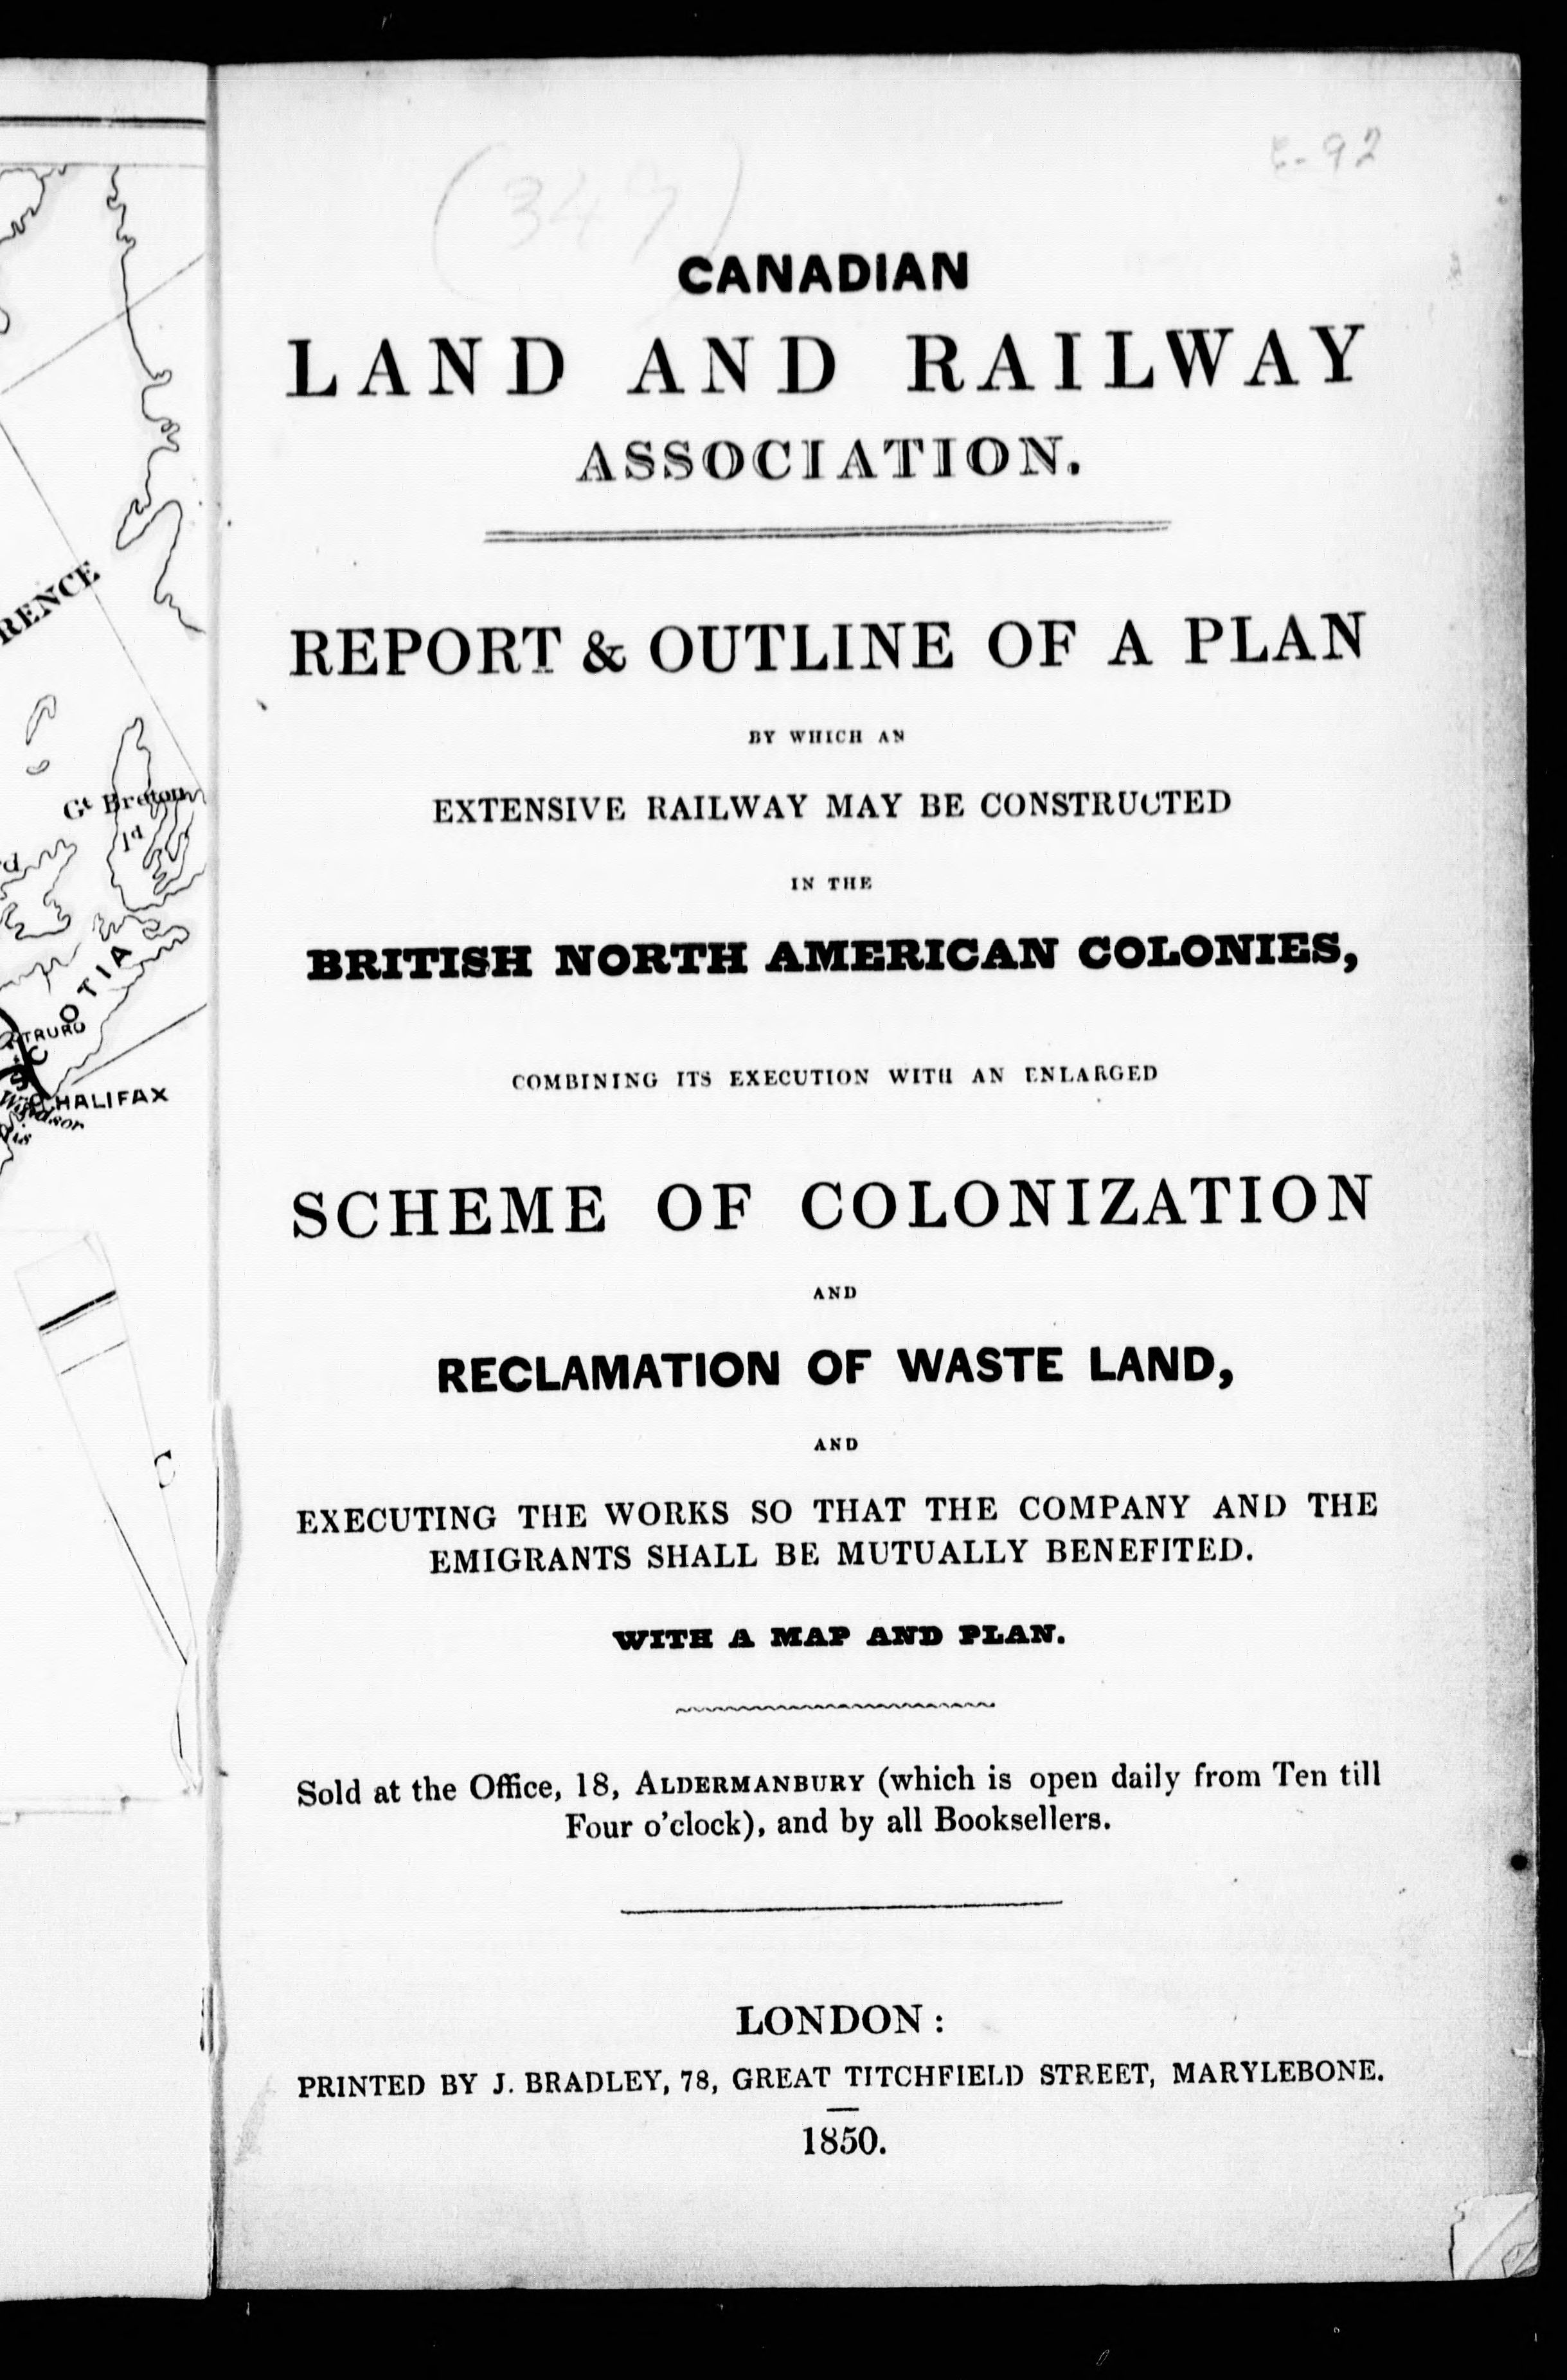 RENCE
Ct Breton
Id
OTIA
TRURO
HALIFAX
Windsor
(349)
-92
CANADIAN
LAND AND RAILWAY
ASSOCIATION.
REPORT & OUTLINE OF A PLAN
BY WHICH AN
EXTENSIVE RAILWAY MAY BE CONSTRUCTED
IN THE
BRITISH NORTH AMERICAN COLONIES,
COMBINING ITS EXECUTION WITH AN ENLARGED
SCHEME OF COLONIZATION
AND
RECLAMATION OF WASTE LAND,
AND
EXECUTING THE WORKS SO THAT THE COMPANY AND THE
EMIGRANTS SHALL BE MUTUALLY BENEFITED.
WITH A MAP AND PLAN.
Sold at the Office, 18, ALDERMANBURY (which is open daily from Ten till
Four o'clock), and by all Booksellers.
LONDON:
PRINTED BY J. BRADLEY, 78, GREAT TITCHFIELD STREET, MARYLEBONE.
1850.